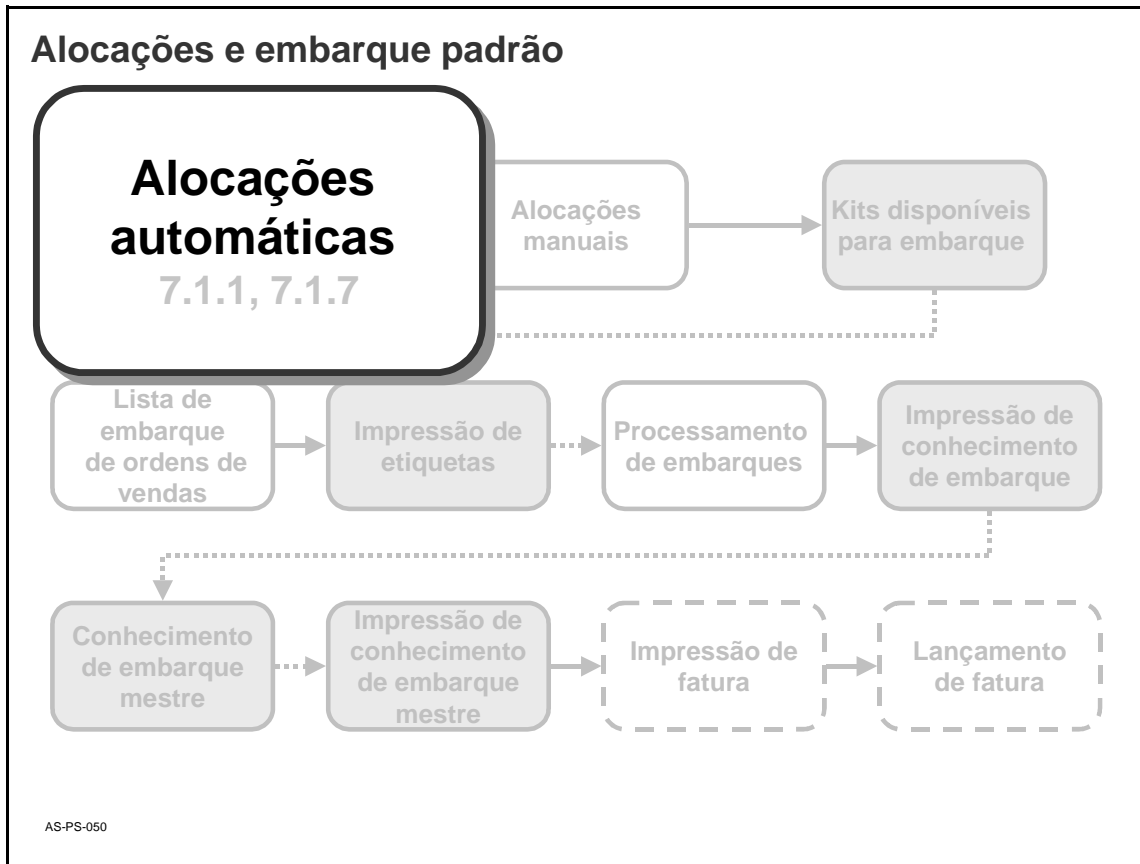 Alocações e embarque padrão
Alocações
automáticas
7.1.1, 7.1.7
Alocações
manuais
Kits disponíveis
para embarque
Lista de
embarque
de ordens de
vendas
Impressão de
etiquetas
Processamento
de embarques
Impressão de
conhecimento
de embarque
Conhecimento
de embarque
mestre
Impressão de
conhecimento
de embarque
mestre
Impressão de
fatura
Lançamento
de fatura
AS-PS-050